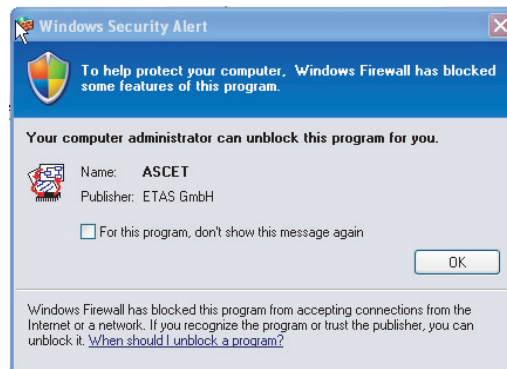 Windows Security Alert
To help protect your computer, Windows Firewall has blocked
some features of this program.
Your computer administrator can unblock this program for you.
Name: ASCET
Publisher: ETAS GmbH
For this program, don't show this message again
OK
Windows Firewall has blocked this program from accepting connections from the
Internet or a network. If you recognize the program or trust the publisher, you can
unblock it. When should I unblock a program?